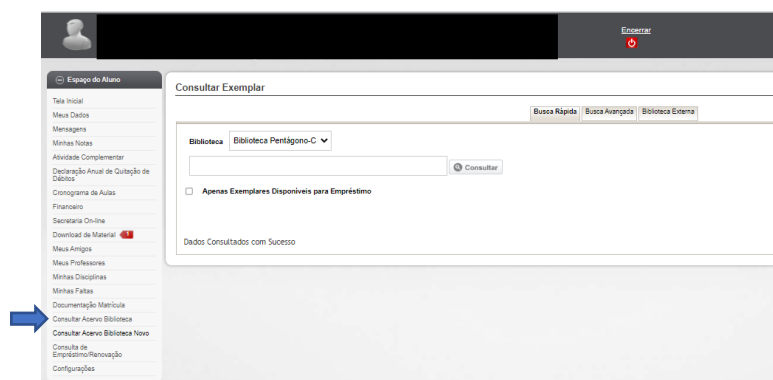 Encerrar
Espaço do Aluno
Tela Inicial
Meus Dados
Mensagens
Minhas Notas
Atividade Complementar
Declaração Anual de Quitação de
Débitos
Cronograma de Aulas
Financeiro
Secretaria On-line
Download de Material 1
Meus Amigos
Meus Professores
Minhas Disciplinas
Minhas Faltas
Documentação Matrícula
Consultar Acervo Biblioteca
Consultar Acervo Biblioteca Novo
Consulta de
Empréstimo/Renovação
Configurações
Consultar Exemplar
Busca Rápida Busca Avançada Biblioteca Externa
Biblioteca Biblioteca Pentágono-C
Consultar
Apenas Exemplares Disponíveis para Empréstimo
Dados Consultados com Sucesso